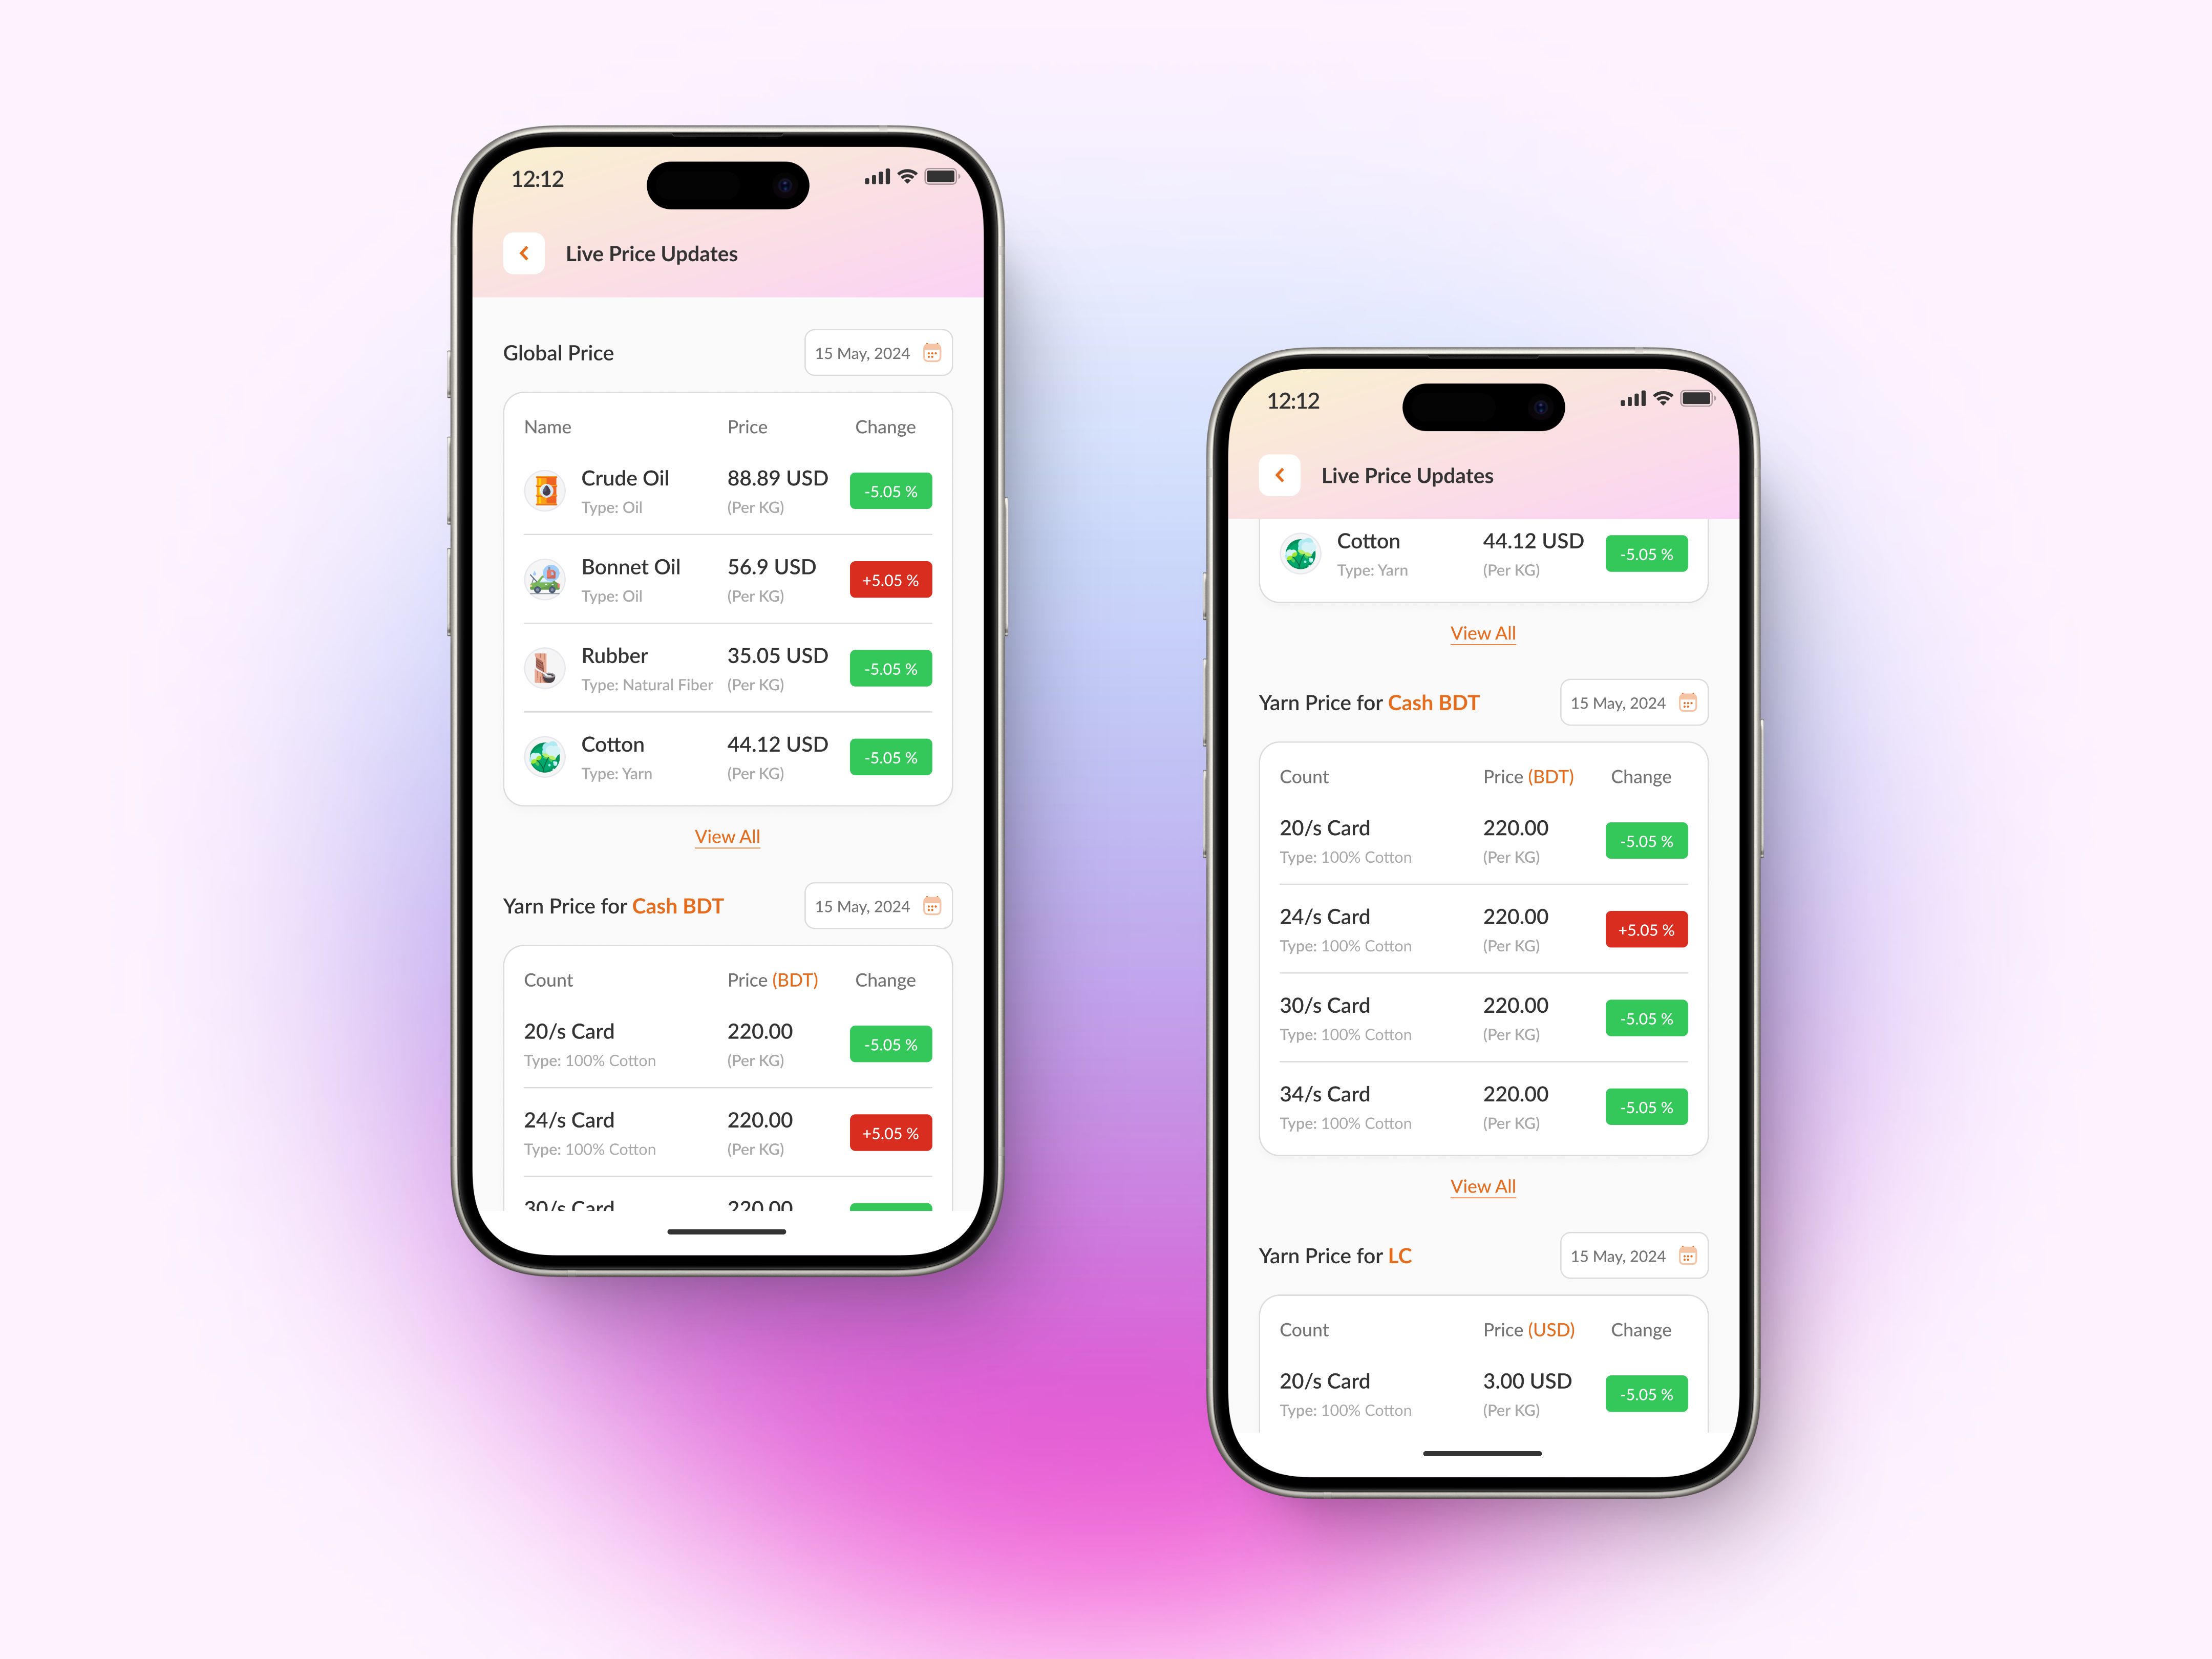 12:12
Live Price Updates
Global Price 15 May, 2024
Name Price Change
Crude Oil 88.89 USD -5.05 %
Type: Oil (Per KG)
Bonnet Oil 56.9 USD +5.05 %
Type: Oil (Per KG)
Rubber 35.05 USD -5.05 %
Type: Natural Fiber (Per KG)
Cotton 44.12 USD -5.05 %
Type: Yarn (Per KG)
View All
Yarn Price for Cash BDT 15 May, 2024
Count Price (BDT) Change
20/s Card 220.00 -5.05 %
Type: 100% Cotton (Per KG)
24/s Card 220.00 +5.05 %
Type: 100% Cotton (Per KG)
30/s Card 220.00
12:12
Live Price Updates
Cotton 44.12 USD -5.05 %
Type: Yarn (Per KG)
View All
Yarn Price for Cash BDT 15 May, 2024
Count Price (BDT) Change
20/s Card 220.00 -5.05 %
Type: 100% Cotton (Per KG)
24/s Card 220.00 +5.05 %
Type: 100% Cotton (Per KG)
30/s Card 220.00 -5.05 %
Type: 100% Cotton (Per KG)
34/s Card 220.00 -5.05 %
Type: 100% Cotton (Per KG)
View All
Yarn Price for LC 15 May, 2024
Count Price (USD) Change
20/s Card 3.00 USD -5.05 %
Type: 100% Cotton (Per KG)